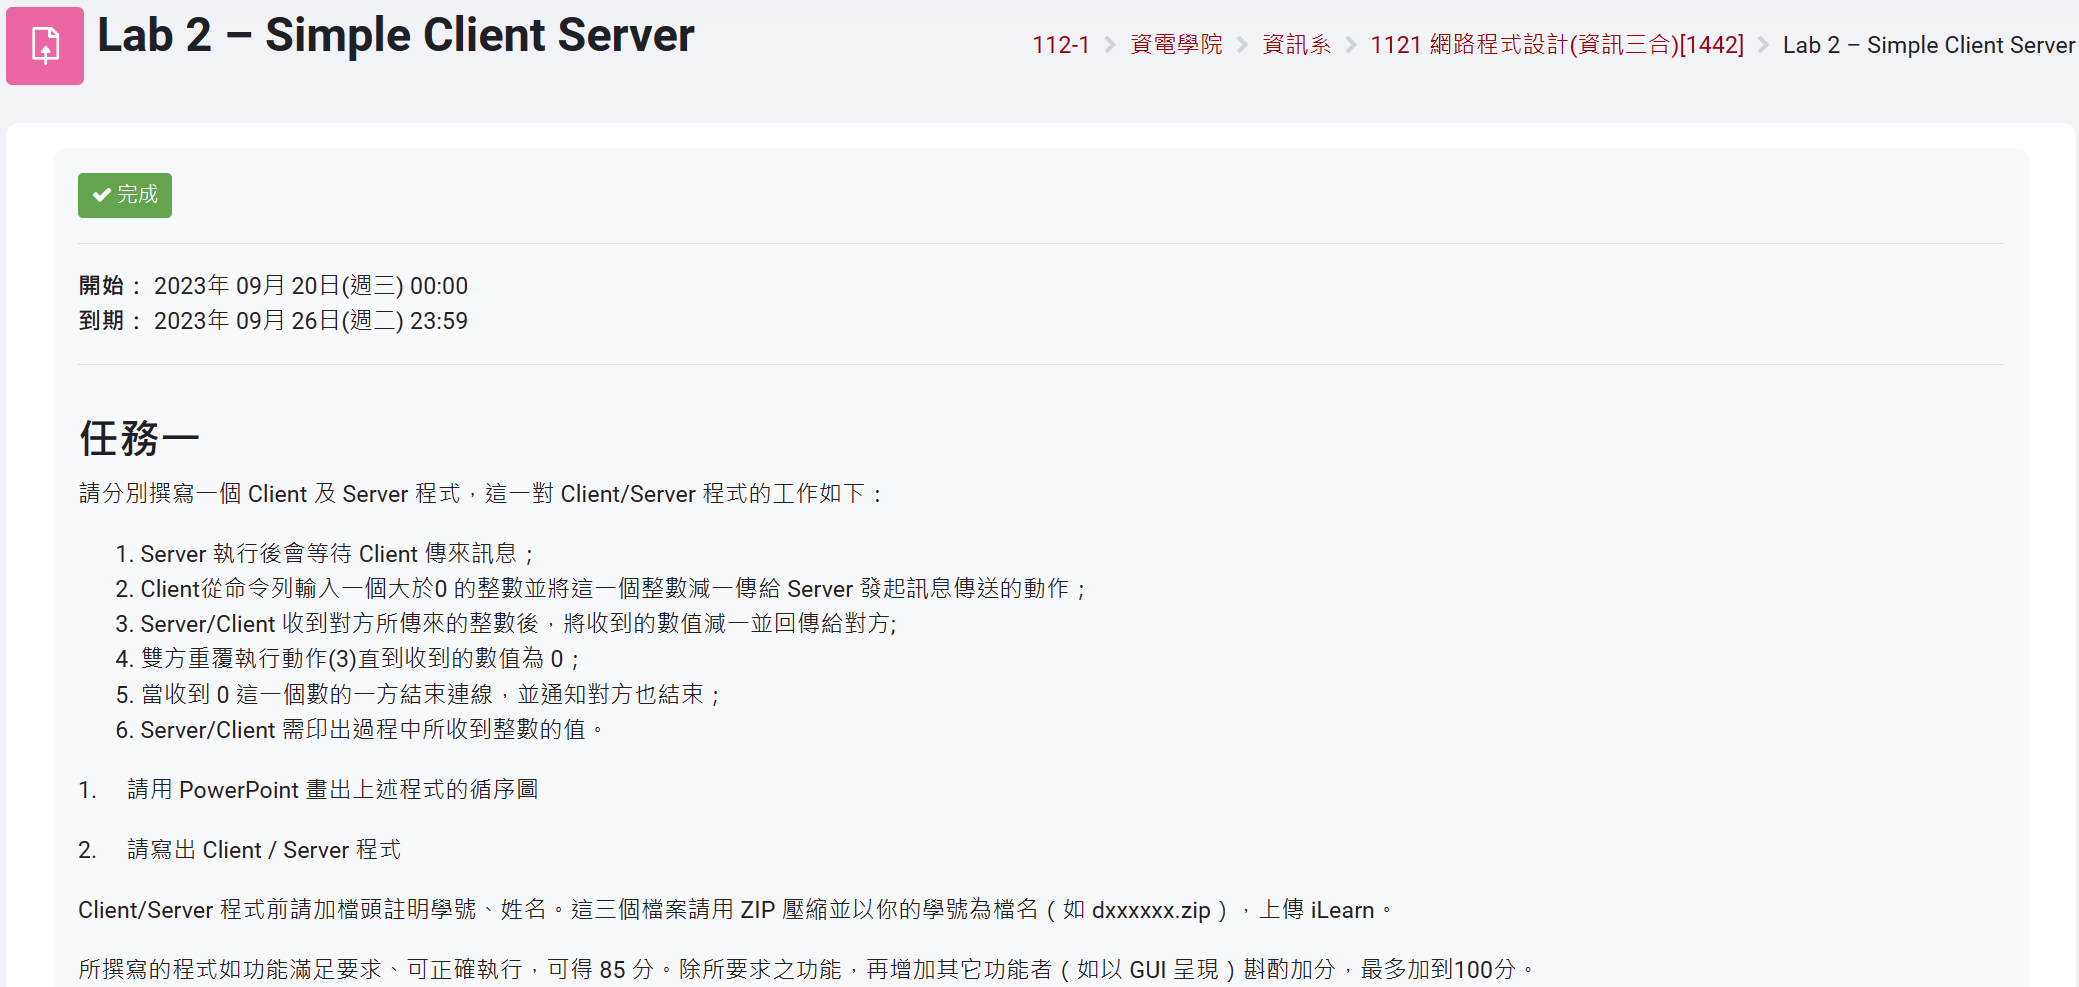 Lab 2 – Simple Client Server
112-1 > 資電學院 > 資訊系 > 1121 網路程式設計(資訊三合)[1442] > Lab 2 – Simple Client Server
完成
開始： 2023年 09月 20日(週三) 00:00
到期： 2023年 09月 26日(週二) 23:59
任務一
請分別撰寫一個 Client 及 Server 程式，這一對 Client/Server 程式的工作如下：
1. Server 執行後會等待 Client 傳來訊息；
2. Client從命令列輸入一個大於0 的整數並將這一個整數減一傳給 Server 發起訊息傳送的動作；
3. Server/Client 收到對方所傳來的整數後，將收到的數值減一並回傳給對方;
4. 雙方重覆執行動作(3)直到收到的數值為 0；
5. 當收到 0 這一個數的一方結束連線，並通知對方也結束；
6. Server/Client 需印出過程中所收到整數的值。
1. 請用 PowerPoint 畫出上述程式的循序圖
2. 請寫出 Client / Server 程式
Client/Server 程式前請加檔頭註明學號、姓名。這三個檔案請用 ZIP 壓縮並以你的學號為檔名（如 dxxxxxx.zip），上傳 iLearn。
所撰寫的程式如功能滿足要求、可正確執行，可得 85 分。除所要求之功能，再增加其它功能者（如以 GUI 呈現）斟酌加分，最多加到100分。